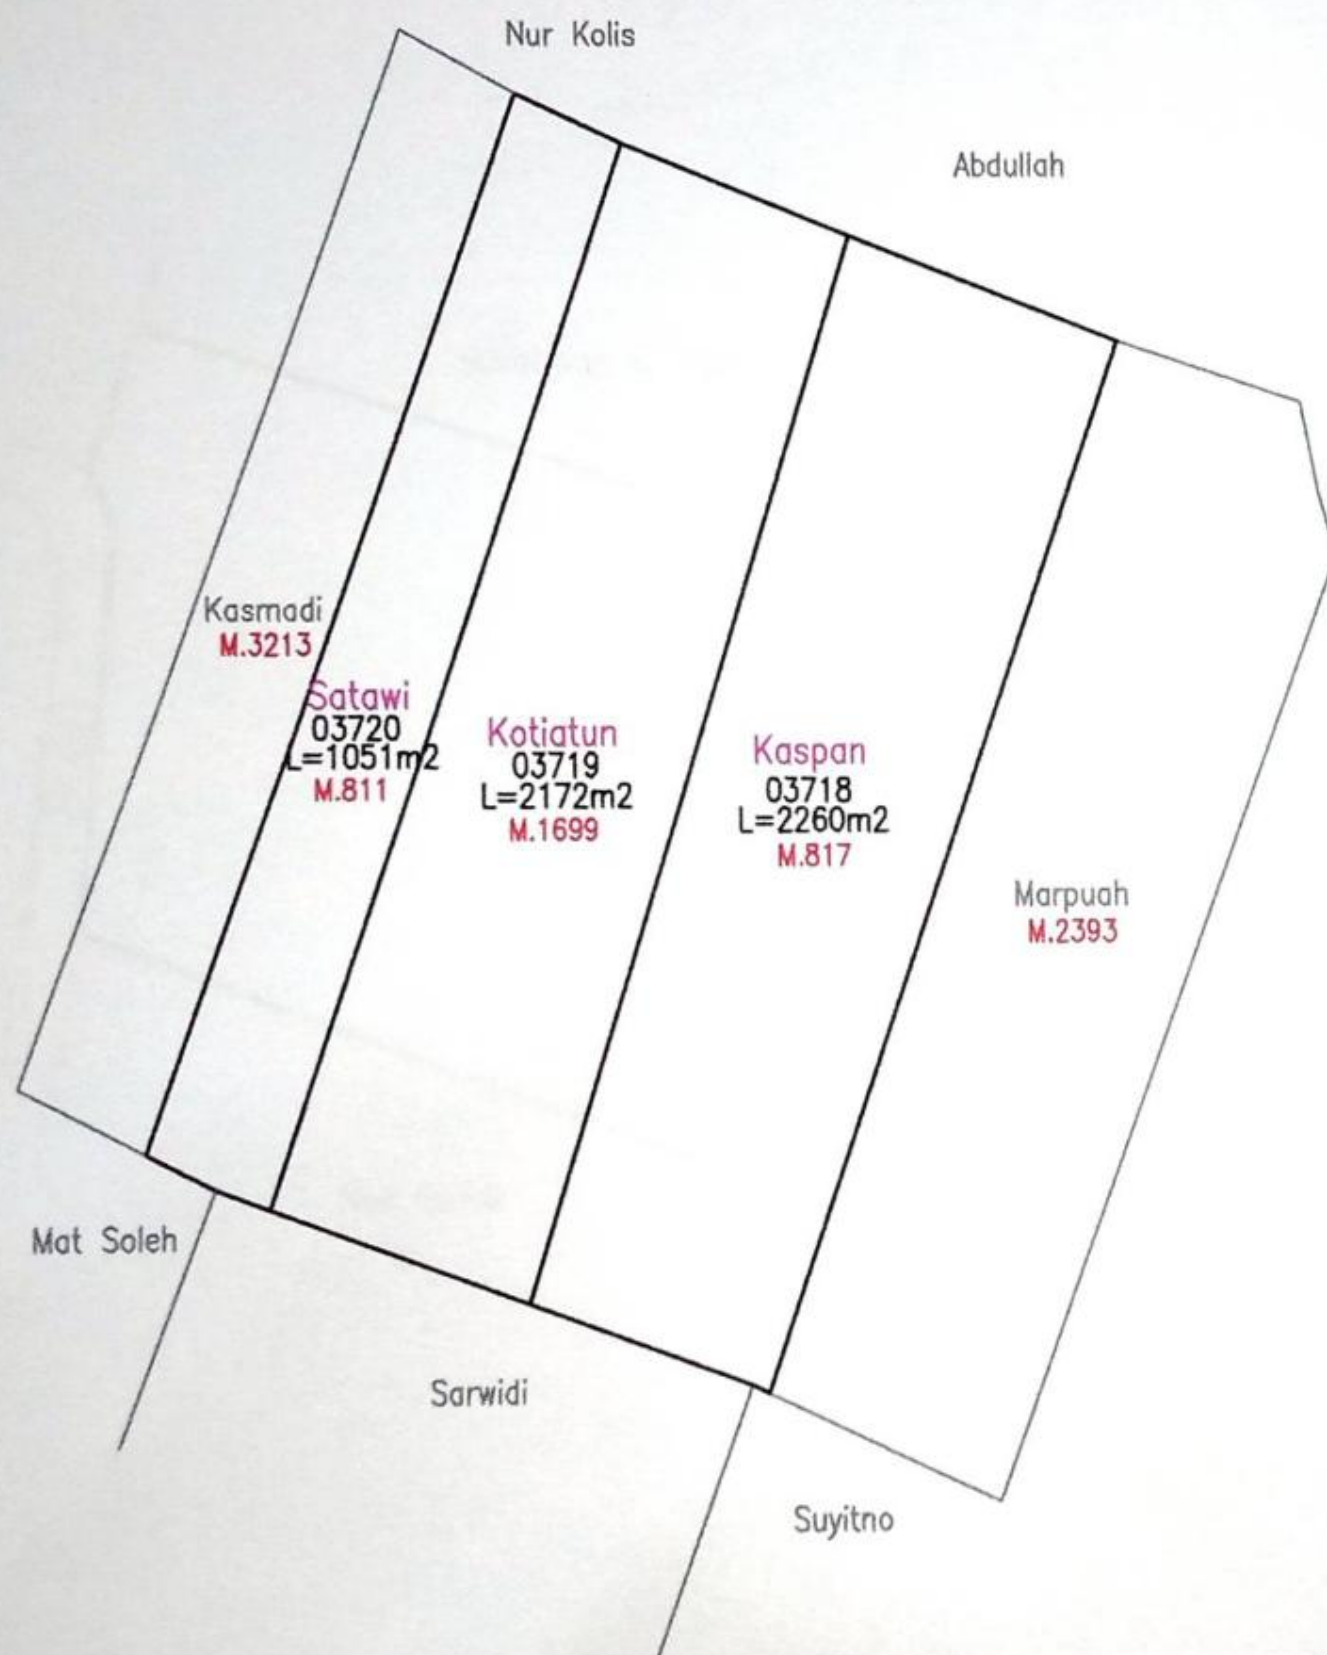 Nur Kolis
Abdullah
Kasmadi
M.3213
Satawi
03720
L=1051m2
M.811
Kotiatun
03719
L=2172m2
M.1699
Kaspan
03718
L=2260m2
M.817
Marpuah
M.2393
Mat Soleh
Sarwidi
Suyitno